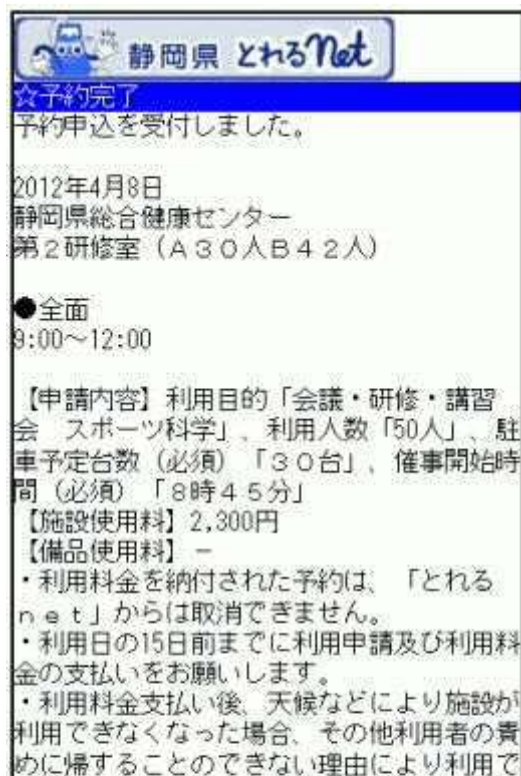 静岡県 とれるnet
☆予約完了
予約申込を受付しました。
2012年4月8日
静岡県総合健康センター
第2研修室（A30人B42人）
●全面
9:00～12:00
【申請内容】利用目的「会議・研修・講習
会　スポーツ科学」、利用人数「50人」、駐
車予定台数（必須）「30台」、催事開始時
間（必須）「8時45分」
【施設使用料】2,300円
【備品使用料】－
・利用料金を納付された予約は、「とれる
net」からは取消できません。
・利用日の15日前までに利用申請及び利用料
金の支払いをお願いします。
・利用料金支払い後、天候などにより施設が
利用できなくなった場合、その他利用者の責
めに帰することのできない理由により利用で